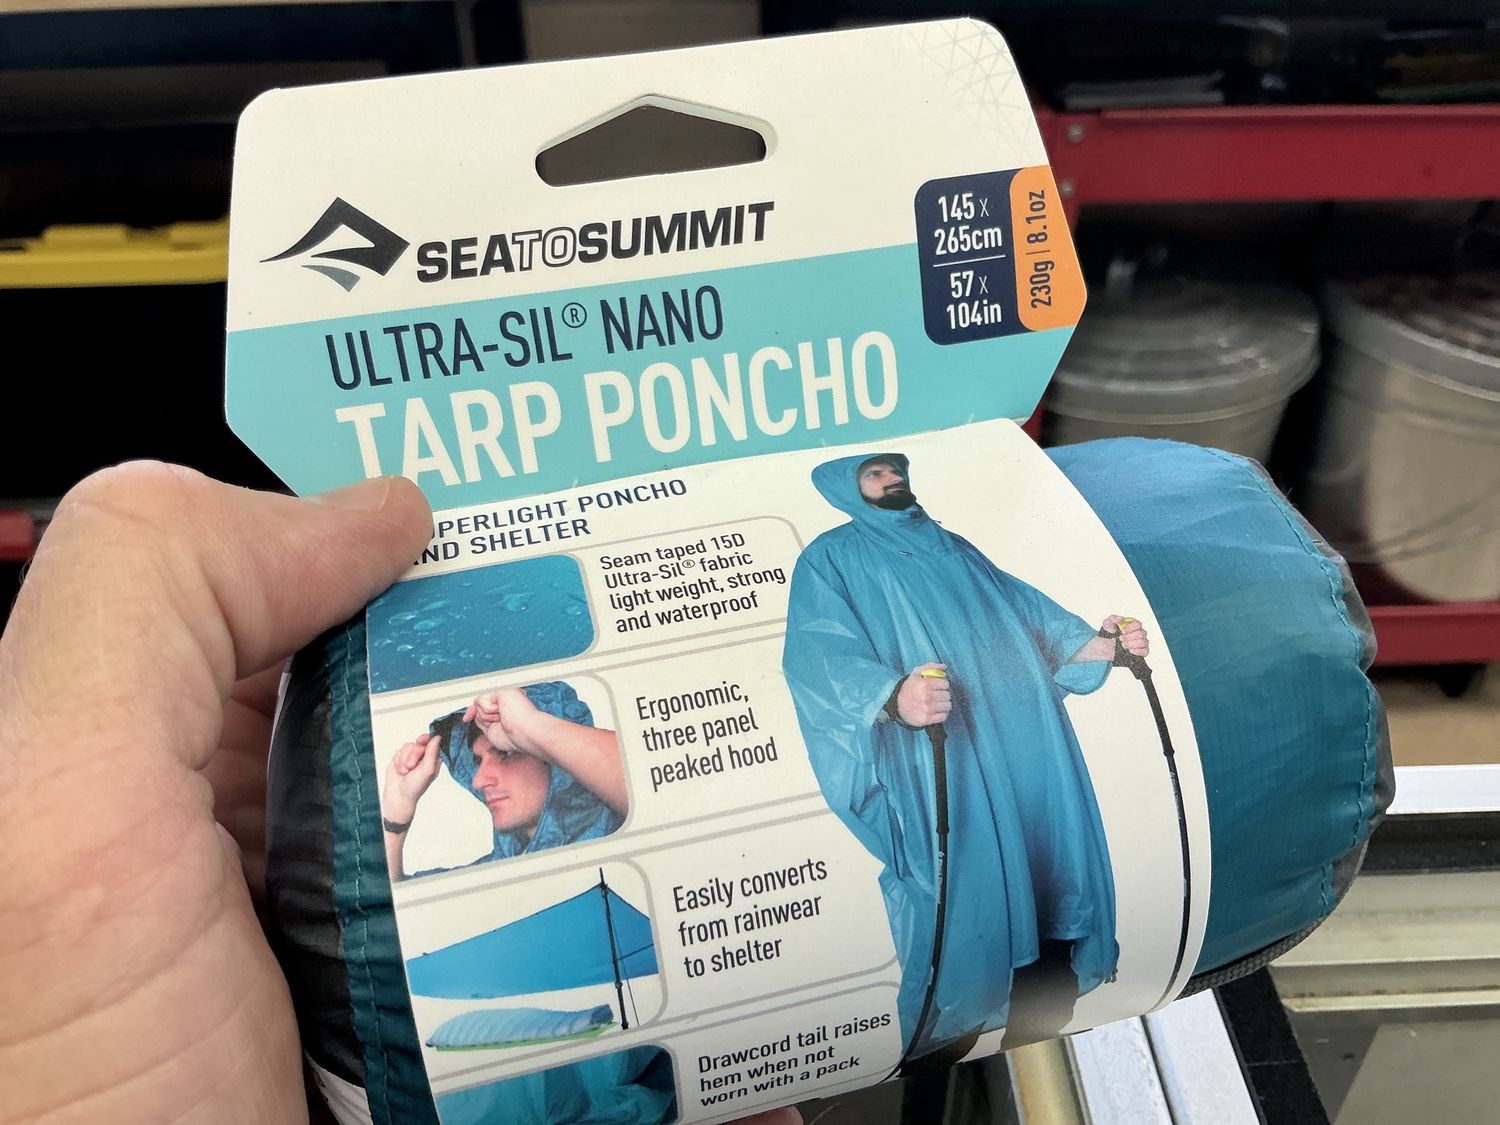 SEATOSUMMIT
145 x
265cm
57 x
104in
230g | 8.1oz
ULTRA-SIL® NANO
TARP PONCHO
PONCHO
SHELTER
Seam taped 15D
Ultra-Sil® fabric
light weight, strong
and waterproof
Ergonomic,
three panel
peaked hood
Easily converts
from rainwear
to shelter
Drawcord tail raises
hem when not
worn with a pack